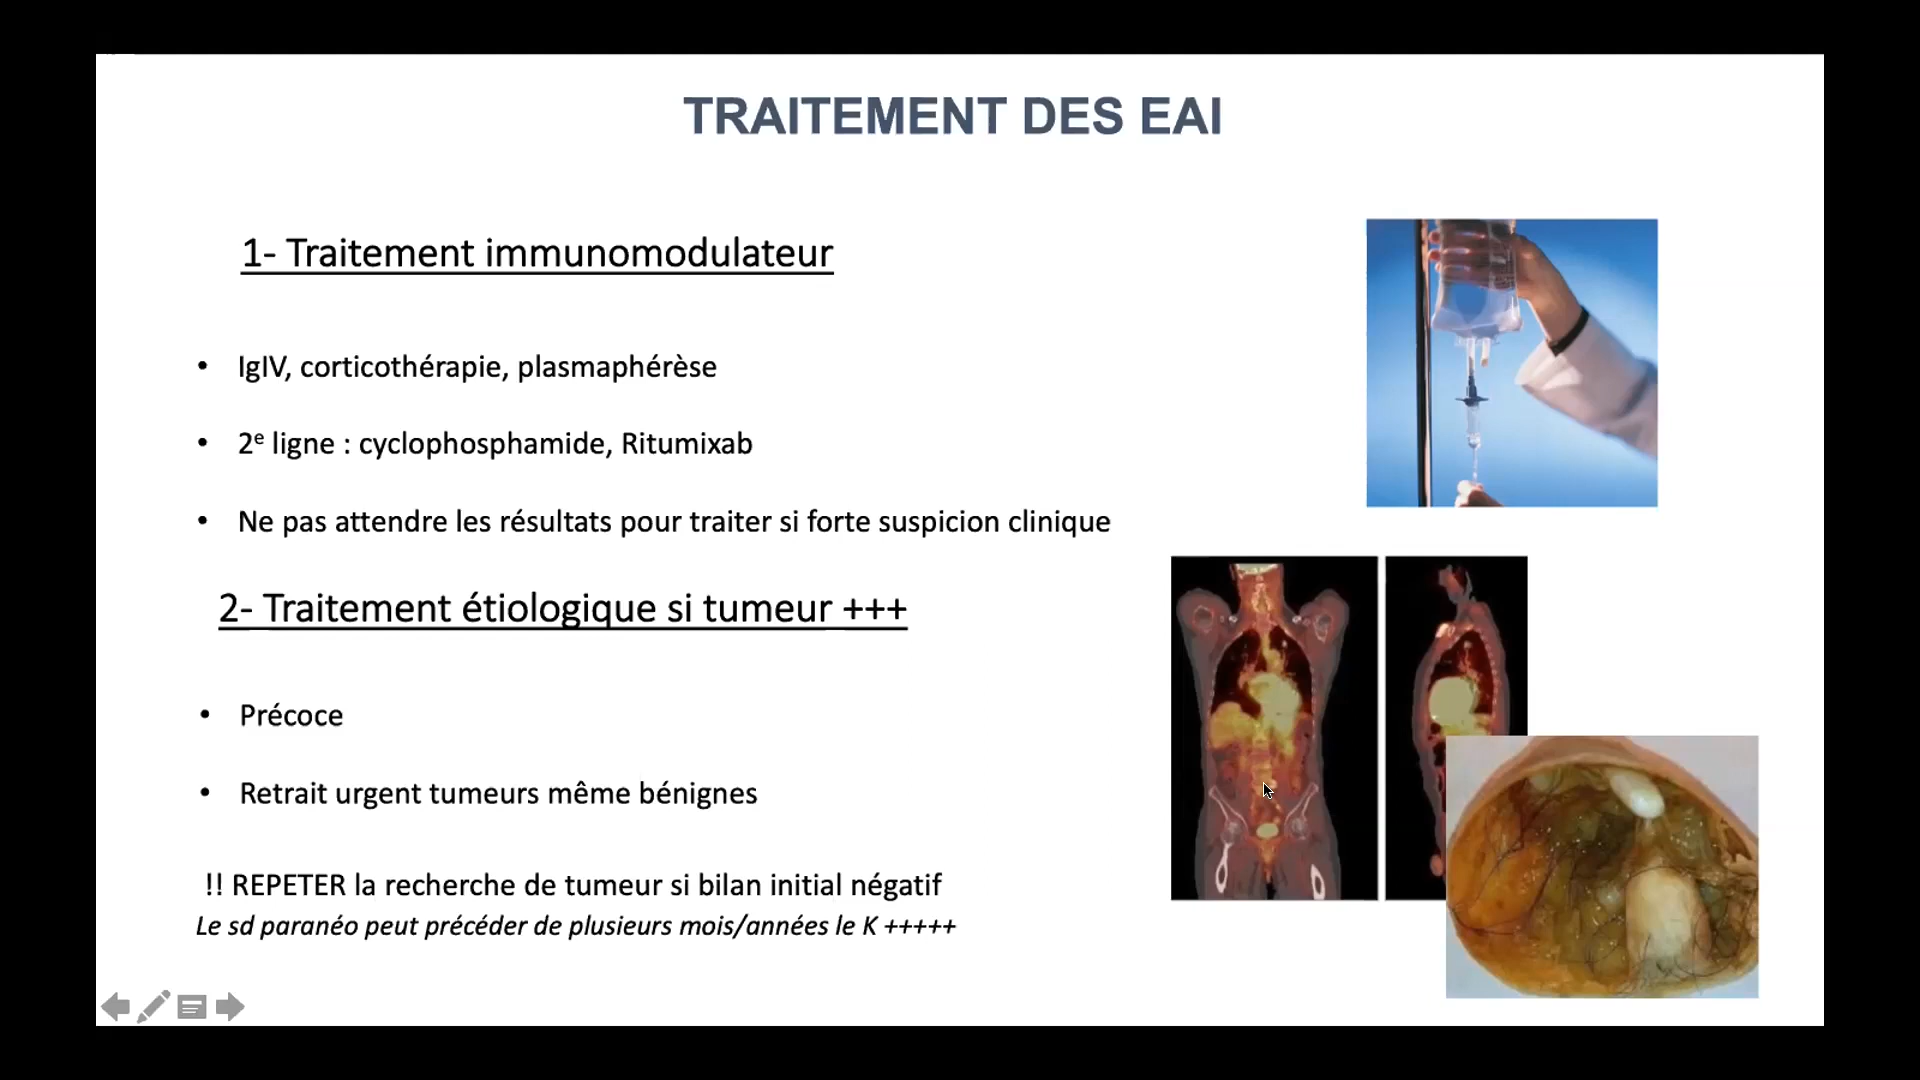 TRAITEMENT DES EAI
1- Traitement immunomodulateur
• IgIV, corticothérapie, plasmaphérèse
• 2e ligne : cyclophosphamide, Ritumixab
• Ne pas attendre les résultats pour traiter si forte suspicion clinique
2- Traitement étiologique si tumeur +++
• Précoce
• Retrait urgent tumeurs même bénignes
!! REPETER la recherche de tumeur si bilan initial négatif
Le sd paranéo peut précéder de plusieurs mois/années le K +++++